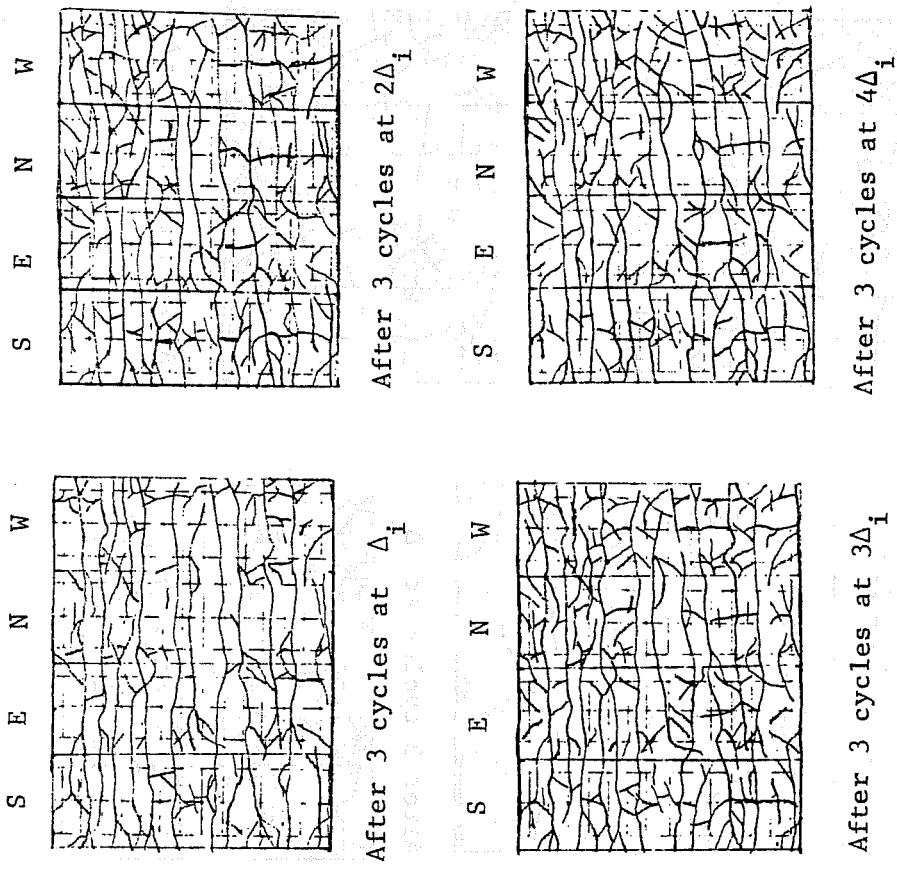 S E N W
After 3 cycles at Δi
S E N W
After 3 cycles at 2Δi
S E N W
After 3 cycles at 3Δi
S E N W
After 3 cycles at 4Δi